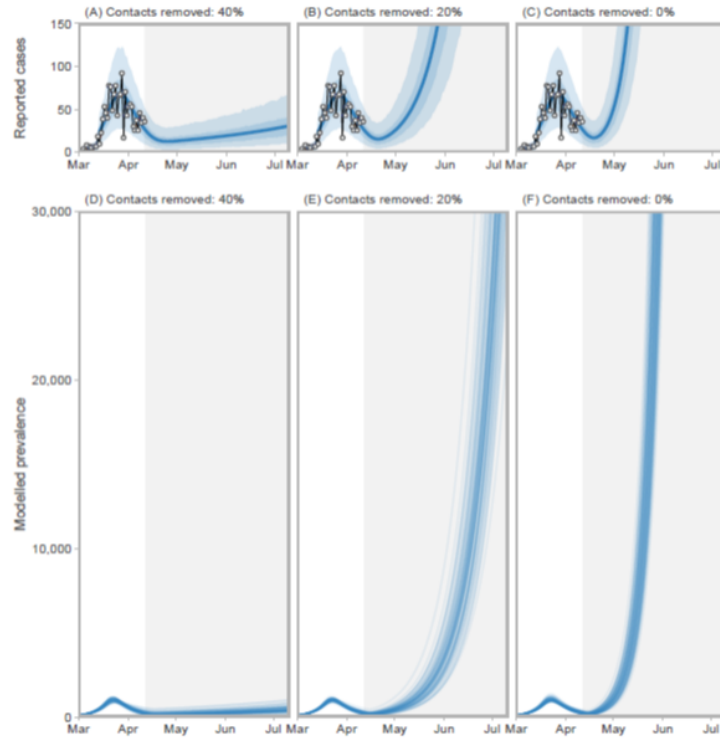 (A) Contacts removed: 40%
(B) Contacts removed: 20%
(C) Contacts removed: 0%
150
100
50
0
Reported cases
Mar Apr May Jun Jul
Mar Apr May Jun Jul
Mar Apr May Jun Jul
(D) Contacts removed: 40%
(E) Contacts removed: 20%
(F) Contacts removed: 0%
30,000
20,000
10,000
0
Modelled prevalence
Mar Apr May Jun Jul
Mar Apr May Jun Jul
Mar Apr May Jun Jul